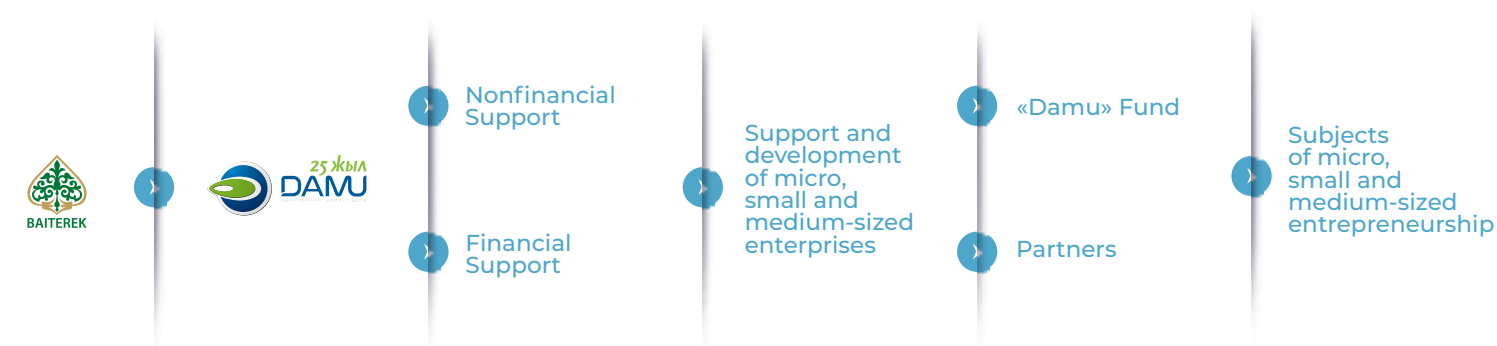 BAITEREK
25 жыл
DAMU
Nonfinancial
Support
Financial
Support
Support and
development
of micro,
small and
medium-sized
enterprises
«Damu» Fund
Partners
Subjects
of micro,
small and
medium-sized
entrepreneurship